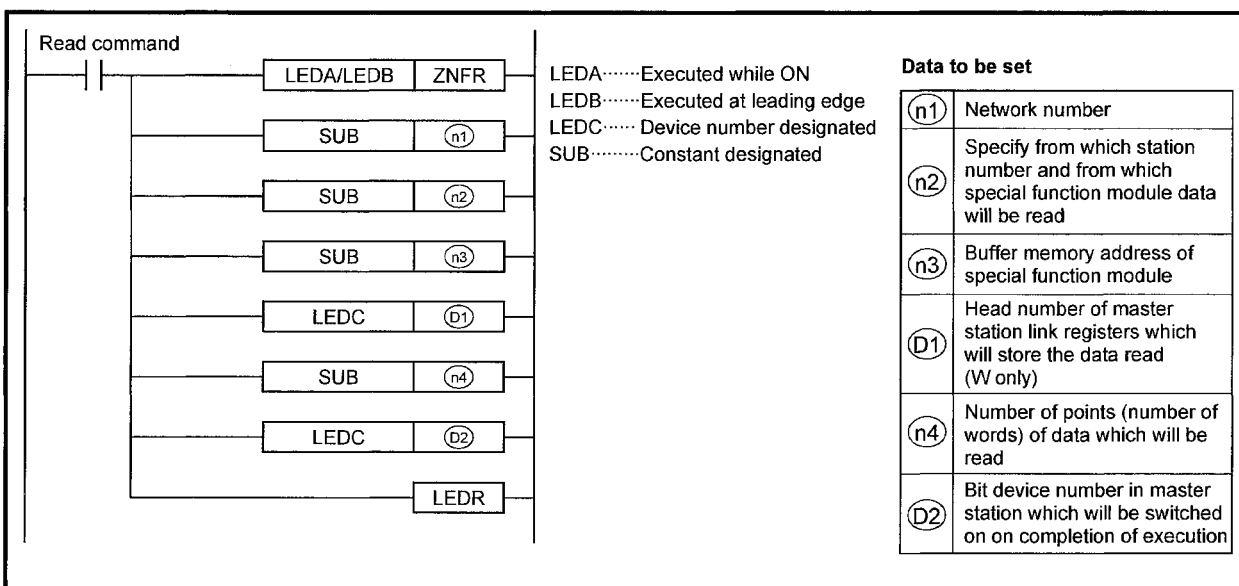 Read command
LEDA/LEDB ZNFR
SUB n1
SUB n2
SUB n3
LEDC D1
SUB n4
LEDC D2
LEDR
LEDA······Executed while ON
LEDB······Executed at leading edge
LEDC······ Device number designated
SUB········Constant designated
Data to be set
n1 Network number
n2 Specify from which station
number and from which
special function module data
will be read
n3 Buffer memory address of
special function module
D1 Head number of master
station link registers which
will store the data read
(W only)
n4 Number of points (number of
words) of data which will be
read
D2 Bit device number in master
station which will be switched
on on completion of execution